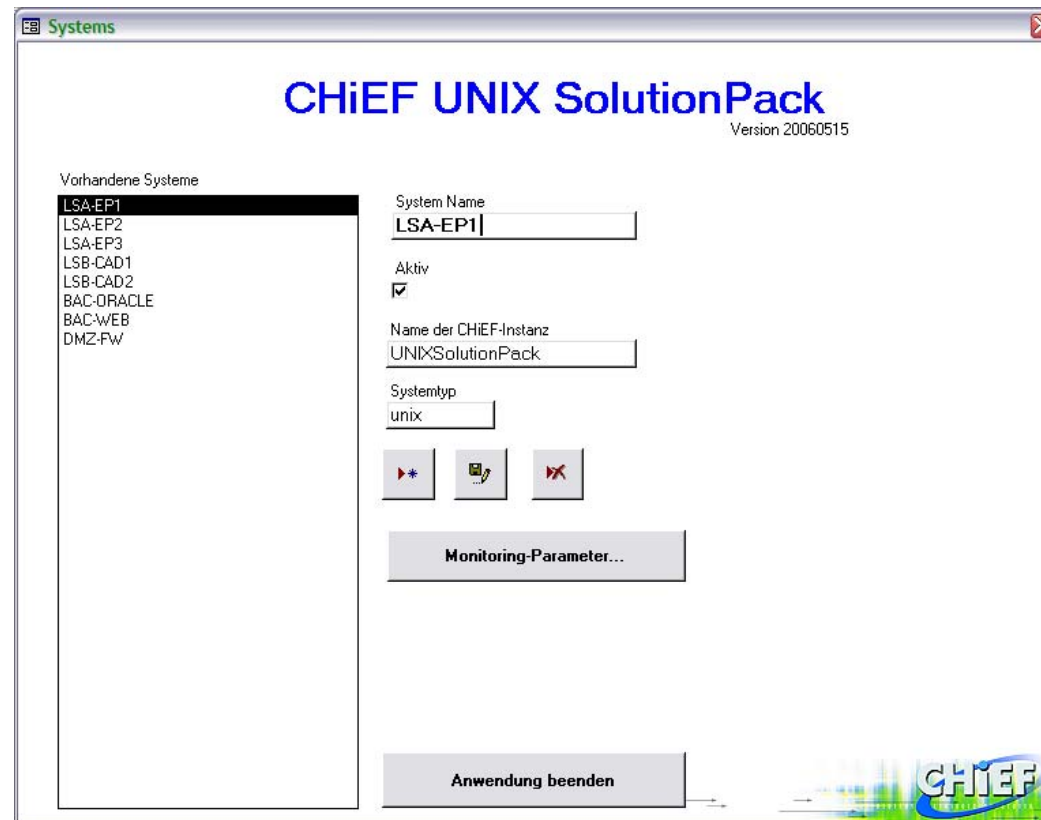 Systems
CHiEF UNIX SolutionPack
Version 20060515
Vorhandene Systeme
LSA-EP1
LSA-EP2
LSA-EP3
LSB-CAD1
LSB-CAD2
BAC-ORACLE
BAC-WEB
DMZ-FW
System Name
LSA-EP1
Aktiv
Name der CHiEF-Instanz
UNIXSolutionPack
Systemtyp
unix
Monitoring-Parameter...
Anwendung beenden
CHiEF